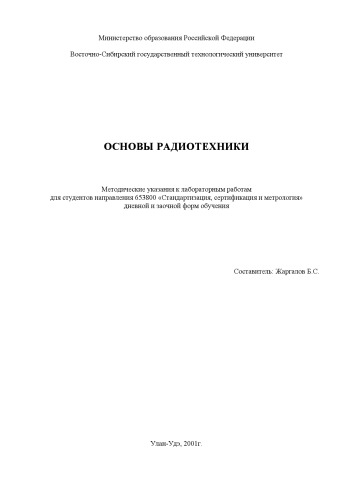 Министерство образования Российской Федерации
Восточно-Сибирский государственный технологический университет
ОСНОВЫ РАДИОТЕХНИКИ
Методические указания к лабораторным работам
для студентов направления 653800 «Стандартизация, сертификация и метрология»
дневной и заочной форм обучения
Составитель: Жаргалов Б.С.
Улан-Удэ, 2001г.